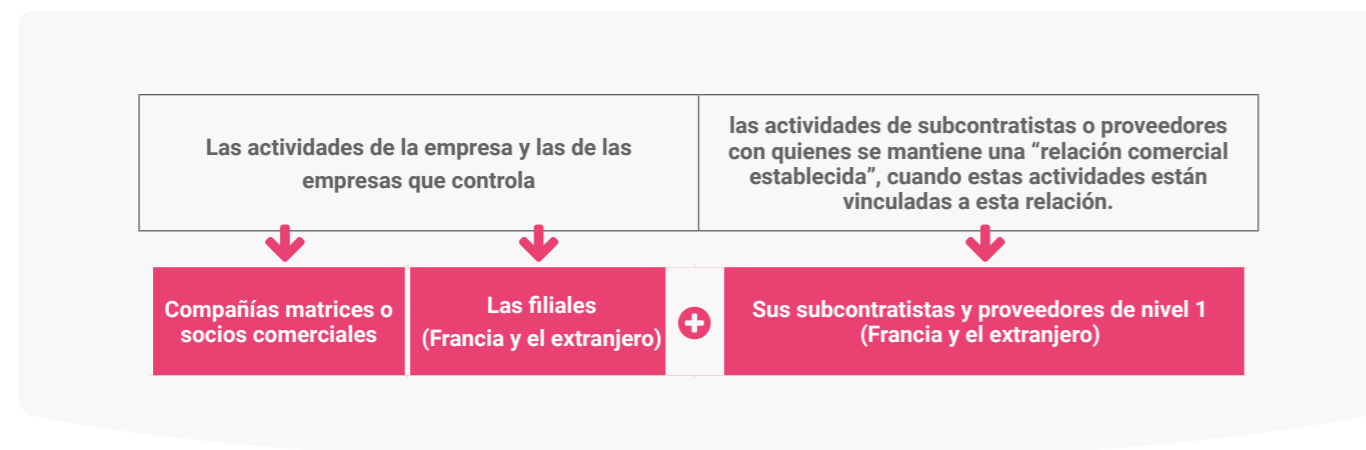 Las actividades de la empresa y las de las
empresas que controla
las actividades de subcontratistas o proveedores
con quienes se mantiene una “relación comercial
establecida”, cuando estas actividades están
vinculadas a esta relación.
Compañías matrices o
socios comerciales
Las filiales
(Francia y el extranjero)
Sus subcontratistas y proveedores de nivel 1
(Francia y el extranjero)